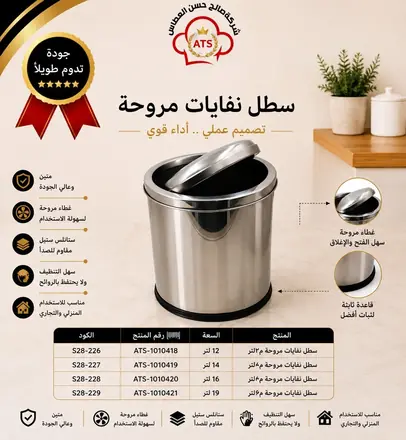 شركة صالح حسن العطاس
ATS
جودة
تدوم طويلاً
سطل نفايات مروحة
تصميم عملي .. أداء قوي
متين
وعالي الجودة
غطاء مروحة
لسهولة الاستخدام
ستانلس ستيل
مقاوم للصدأ
سهل التنظيف
ولا يحتفظ بالروائح
مناسب للاستخدام
المنزلي والتجاري
غطاء مروحة
سهل الفتح والإغلاق
قاعدة ثابتة
لثبات أفضل
المنتج السعة رقم المنتج الكود
سطل نفايات مروحة م٢لتر 12 لتر ATS-1010418 S28-226
سطل نفايات مروحة م٤لتر 14 لتر ATS-1010419 S28-227
سطل نفايات مروحة م٦لتر 16 لتر ATS-1010420 S28-228
سطل نفايات مروحة م٩لتر 19 لتر ATS-1010421 S28-229
مناسب للاستخدام
المنزلي والتجاري
سهل التنظيف
ولا يحتفظ بالروائح
ستانلس ستيل
مقاوم للصدأ
غطاء مروحة
لسهولة الاستخدام
متين
وعالي الجودة